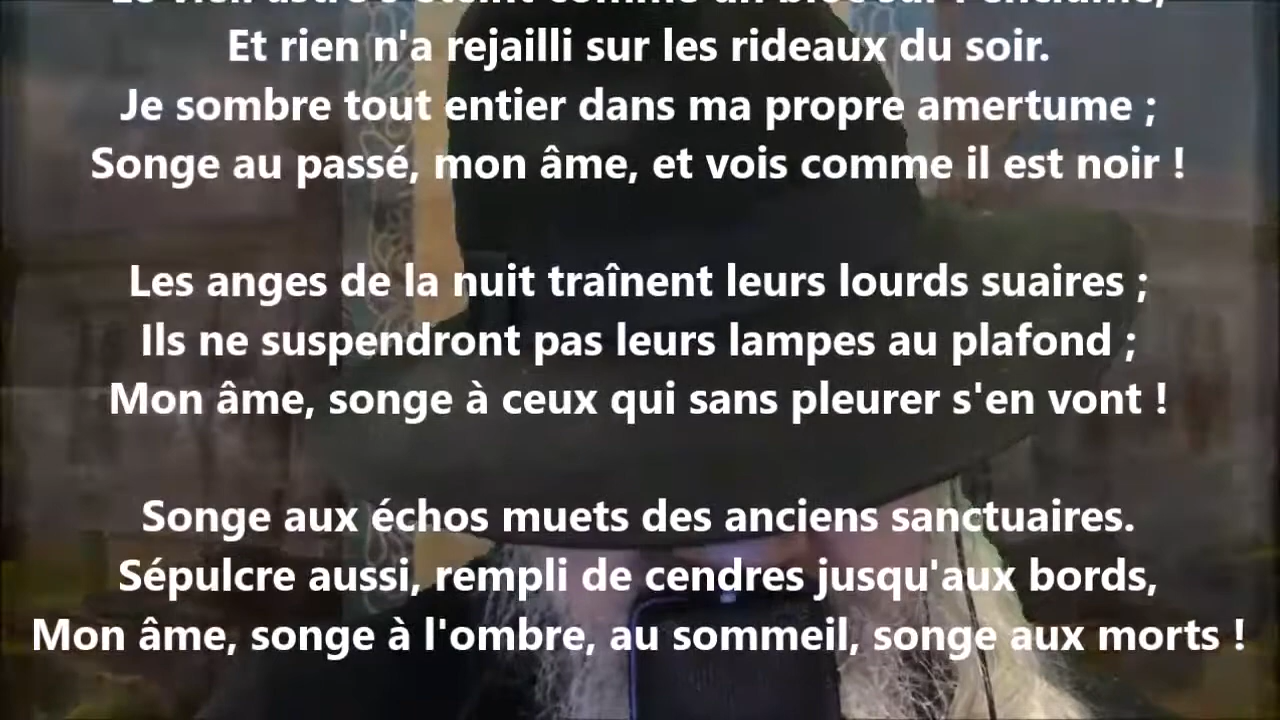 Et rien n'a rejailli sur les rideaux du soir.
Je sombre tout entier dans ma propre amertume ;
Songe au passé, mon âme, et vois comme il est noir !
Les anges de la nuit traînent leurs lourds suaires ;
Ils ne suspendront pas leurs lampes au plafond ;
Mon âme, songe à ceux qui sans pleurer s'en vont !
Songe aux échos muets des anciens sanctuaires.
Sépulcre aussi, rempli de cendres jusqu'aux bords,
Mon âme, songe à l'ombre, au sommeil, songe aux morts !